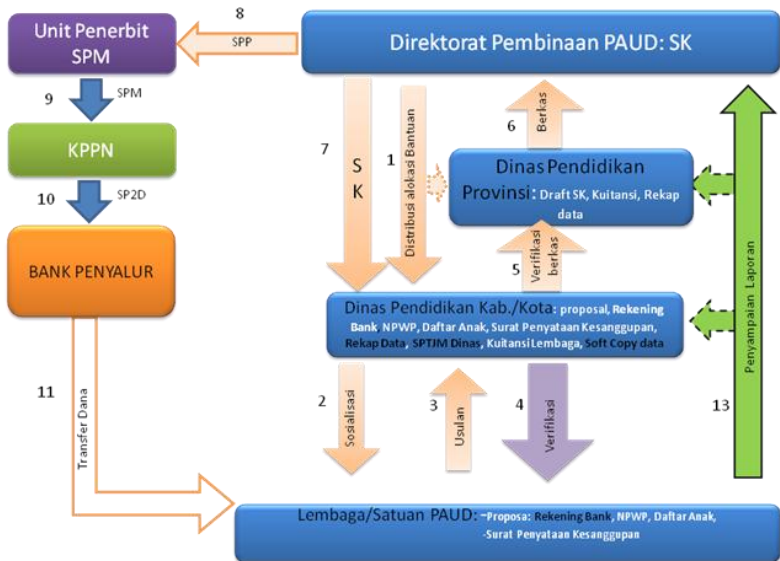 8
Unit Penerbit
SPM
SPP
Direktorat Pembinaan PAUD: SK
9
SPM
KPPN
10
SP2D
BANK PENYALUR
7
S
K
1
Distribusi alokasi Bantuan
6
Berkas
Dinas Pendidikan
Provinsi: Draft SK, Kuitansi, Rekap
data
5
Verifikasi
berkas
Dinas Pendidikan Kab./Kota: proposal, Rekening
Bank, NPWP, Daftar Anak, Surat Penyataan Kesanggupan,
Rekap Data, SPTJM Dinas, Kuitansi Lembaga, Soft Copy data
11
Transfer Dana
2
Sosialisasi
3
Usulan
4
Verifikasi
13
Penyampaian Laporan
Lembaga/Satuan PAUD: -Proposa: Rekening Bank, NPWP, Daftar Anak,
-Surat Penyataan Kesanggupan